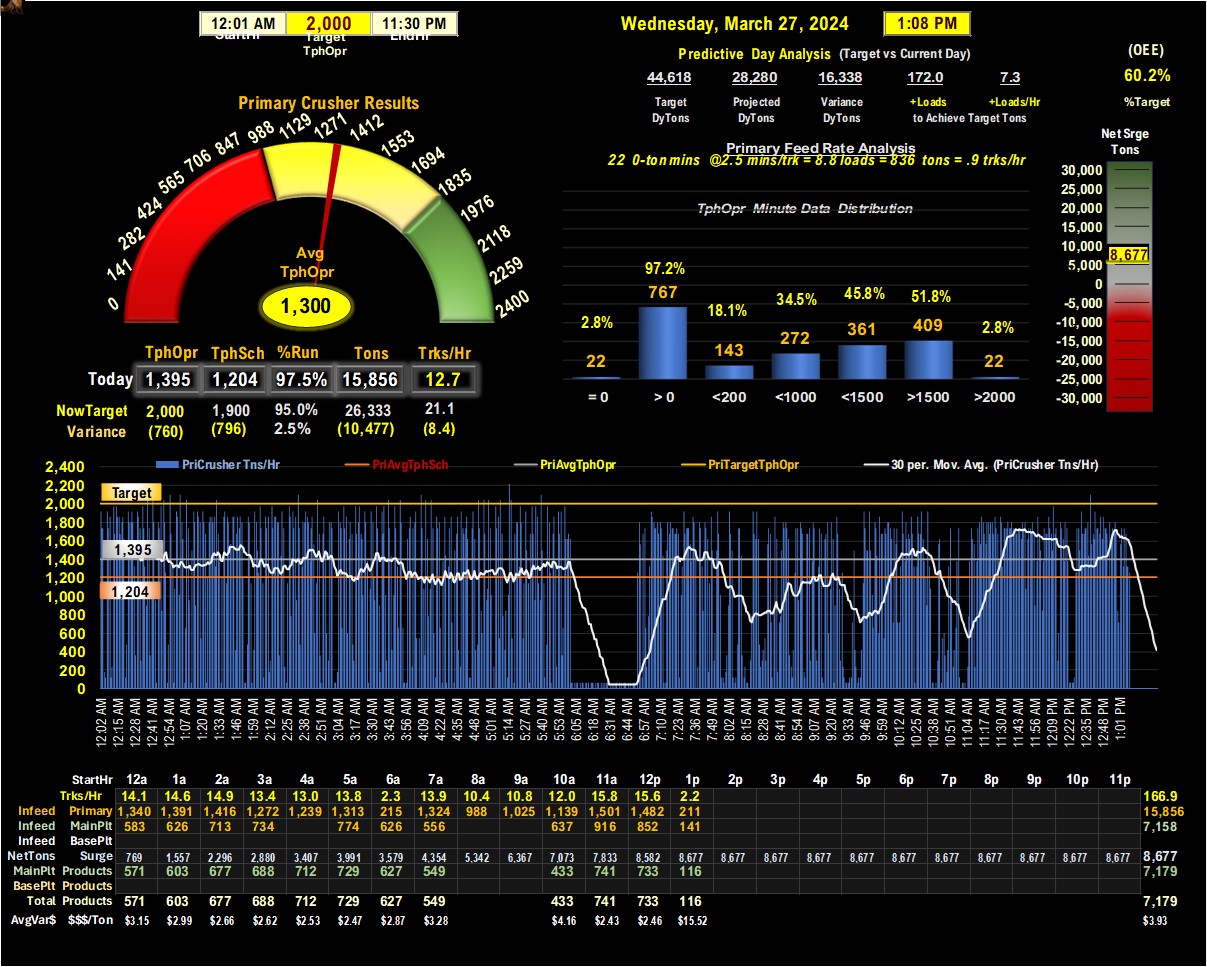 12:01 AM 2,000 11:30 PM
StartHr Target EndHr
TphOpr
Wednesday, March 27, 2024 1:08 PM
Predictive Day Analysis (Target vs Current Day)
44,618 28,280 16,338 172.0 7.3
Target Projected Variance +Loads +Loads/Hr
DyTons DyTons DyTons to Achieve Target Tons
(OEE)
60.2%
%Target
Primary Crusher Results
0 141 282 424 565 706 847 988 1129 1271 1412 1553 1694 1835 1976 2118 2259 2400
Avg
TphOpr
1,300
TphOpr TphSch %Run Tons Trks/Hr
Today 1,395 1,204 97.5% 15,856 12.7
NowTarget 2,000 1,900 95.0% 26,333 21.1
Variance (760) (796) 2.5% (10,477) (8.4)
Primary Feed Rate Analysis
22 0-ton mins @2.5 mins/trk = 8.8 loads = 836 tons = .9 trks/hr
TphOpr Minute Data Distribution
2.8% 97.2% 18.1% 34.5% 45.8% 51.8% 2.8%
22 767 143 272 361 409 22
= 0 > 0 <200 <1000 <1500 >1500 >2000
Net Srge
Tons
30,000
25,000
20,000
15,000
10,000
8,677
5,000
0
-5,000
-10,000
-15,000
-20,000
-25,000
-30,000
PriCrusher Tns/Hr PriAvgTphSch PriAvgTphOpr PriTargetTphOpr 30 per. Mov. Avg. (PriCrusher Tns/Hr)
2,400
2,200
Target
2,000
1,800
1,600
1,395
1,400
1,200
1,204
1,000
800
600
400
200
0
12:02 AM 12:15 AM 12:28 AM 12:41 AM 12:54 AM 1:07 AM 1:20 AM 1:33 AM 1:46 AM 1:59 AM 2:12 AM 2:25 AM 2:38 AM 2:51 AM 3:04 AM 3:17 AM 3:30 AM 3:43 AM 3:56 AM 4:09 AM 4:22 AM 4:35 AM 4:48 AM 5:01 AM 5:14 AM 5:27 AM 5:40 AM 5:53 AM 6:05 AM 6:18 AM 6:31 AM 6:44 AM 6:57 AM 7:10 AM 7:23 AM 7:36 AM 7:49 AM 8:02 AM 8:15 AM 8:28 AM 8:41 AM 8:54 AM 9:07 AM 9:20 AM 9:33 AM 9:46 AM 9:59 AM 10:12 AM 10:25 AM 10:38 AM 10:51 AM 11:04 AM 11:17 AM 11:30 AM 11:43 AM 11:56 AM 12:09 PM 12:22 PM 12:35 PM 12:48 PM 1:01 PM
StartHr 12a 1a 2a 3a 4a 5a 6a 7a 8a 9a 10a 11a 12p 1p 2p 3p 4p 5p 6p 7p 8p 9p 10p 11p
Trks/Hr 14.1 14.6 14.9 13.4 13.0 13.8 2.3 13.9 10.4 10.8 12.0 15.8 15.6 2.2 166.9
Infeed Primary 1,340 1,391 1,416 1,272 1,239 1,313 215 1,324 988 1,025 1,139 1,501 1,482 211 15,856
Infeed MainPlt 583 626 713 734 774 626 556 637 916 852 141 7,158
Infeed BasePlt
NetTons Surge 769 1,557 2,296 2,880 3,407 3,991 3,579 4,354 5,342 6,367 7,073 7,833 8,582 8,677 8,677 8,677 8,677 8,677 8,677 8,677 8,677 8,677 8,677 8,677 8,677
MainPlt Products 571 603 677 688 712 729 627 549 433 741 733 116 7,179
BasePlt Products
Total Products 571 603 677 688 712 729 627 549 433 741 733 116 7,179
AvgVar$ $$$/Ton $3.15 $2.99 $2.66 $2.62 $2.53 $2.47 $2.87 $3.28 $4.16 $2.43 $2.46 $15.52 $3.93